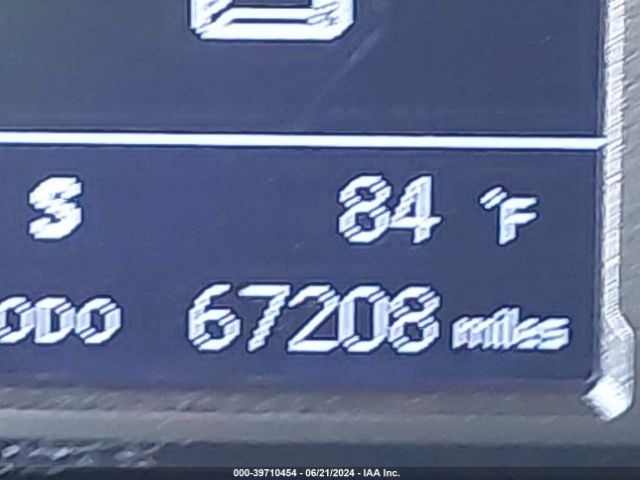 S 84 °F
ODO 67208 miles
000-39710454 - 06/21/2024 - IAA Inc.